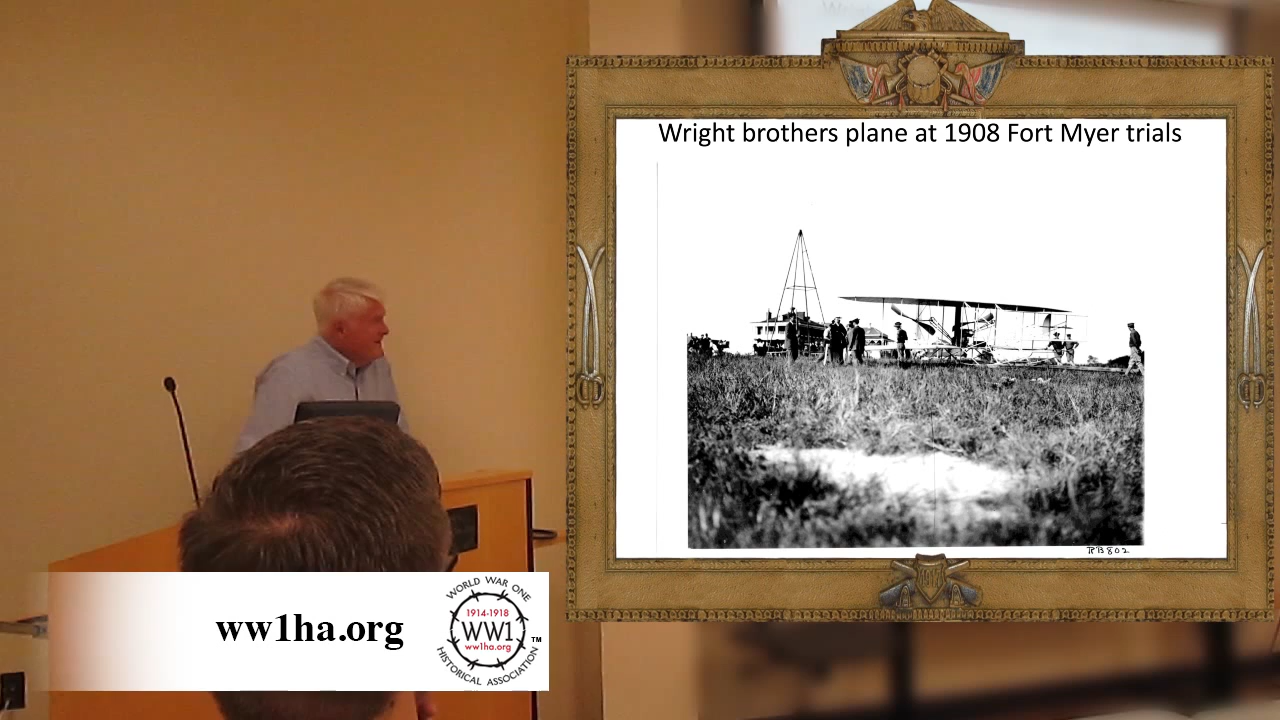 Wright brothers plane at 1908 Fort Myer trials
ww1ha.org
WORLD WAR ONE
1914-1918
WW1
ww1ha.org
HISTORICAL ASSOCIATION
TM